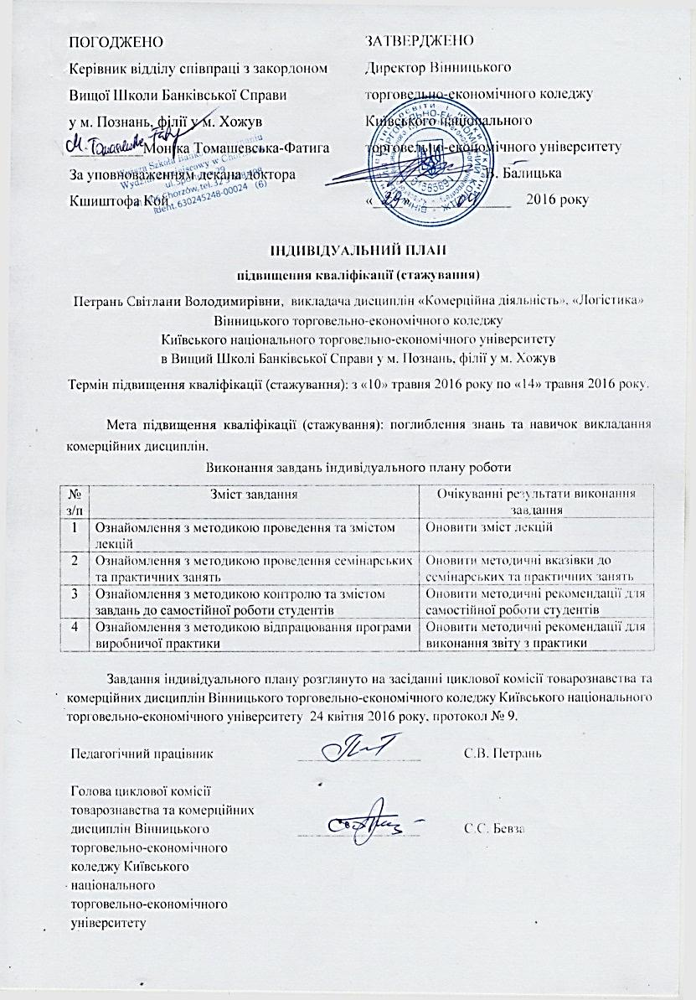 ПОГОДЖЕНО
Керівник відділу співпраці з закордоном
Вищої Школи Банківської Справи
у м. Познань, філії у м. Хожув
Моніка Томашевська-Фатига
За уповноваженням декана доктора
Кшиштофа Кой
ЗАТВЕРДЖЕНО
Директор Вінницького
торговельно-економічного коледжу
Київського національного
торговельно-економічного університету
Балицька
«29» 04 2016 року
Chorzów, tel. 32
Ident. 630245248-00024 (6)
ІНДИВІДУАЛЬНИЙ ПЛАН
підвищення кваліфікації (стажування)
Петрань Світлани Володимирівни, викладача дисциплін «Комерційна діяльність», «Логістика»
Вінницького торговельно-економічного коледжу
Київського національного торговельно-економічного університету
в Вищий Школі Банківської Справи у м. Познань, філії у м. Хожув
Термін підвищення кваліфікації (стажування): з «10» травня 2016 року по «14» травня 2016 року.
Мета підвищення кваліфікації (стажування): поглиблення знань та навичок викладання
комерційних дисциплін.
Виконання завдань індивідуального плану роботи
№ з/п Зміст завдання Очікуванні результати виконання
завдання
1 Ознайомлення з методикою проведення та змістом Оновити зміст лекцій
лекцій
2 Ознайомлення з методикою проведення семінарських Оновити методичні вказівки до
та практичних занять семінарських та практичних занять
3 Ознайомлення з методикою контролю та змістом Оновити методичні рекомендації для
завдань до самостійної роботи студентів самостійної роботи студентів
4 Ознайомлення з методикою відпрацювання програми Оновити методичні рекомендації для
виробничої практики виконання звіту з практики
Завдання індивідуального плану розглянуто на засіданні циклової комісії товарознавства та
комерційних дисциплін Вінницького торговельно-економічного коледжу Київського національного
торговельно-економічного університету 24 квітня 2016 року, протокол № 9.
Педагогічний працівник С.В. Петрань
Голова циклової комісії
товарознавства та комерційних
дисциплін Вінницького С.С. Бевза
торговельно-економічного
коледжу Київського
національного
торговельно-економічного
університету